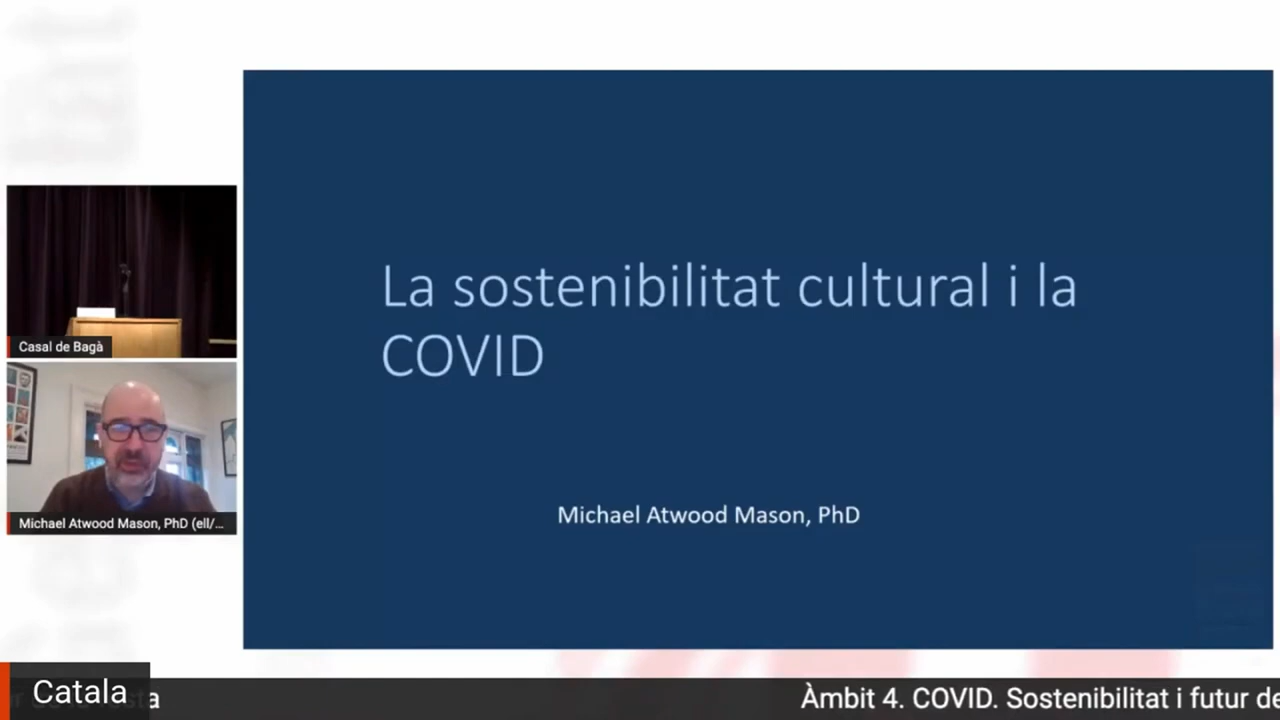 La sostenibilitat cultural i la
COVID
Michael Atwood Mason, PhD
Casal de Bagà
Michael Atwood Mason, PhD (ell/...
Catala
Àmbit 4. COVID. Sostenibilitat i futur de